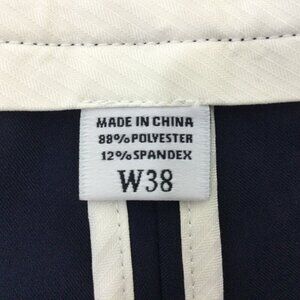 MADE IN CHINA
88%POLYESTER
12%SPANDEX
W38